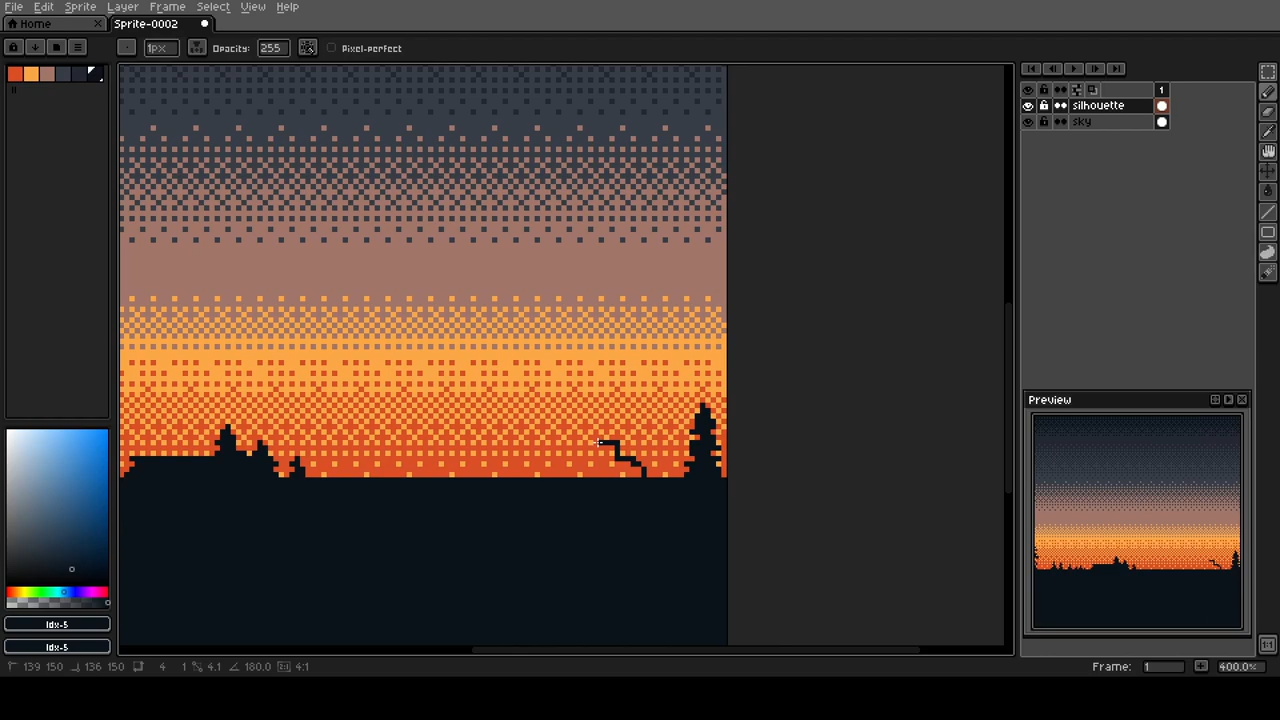 File Edit Sprite Layer Frame Select View Help
Home Sprite-0002
1px Opacity: 255 Pixel-perfect
1
silhouette
sky
Preview
Idx-5
Idx-5
139 150 136 150 4 1 4.1 180.0 4:1 Frame: 1 400.0%
1:1